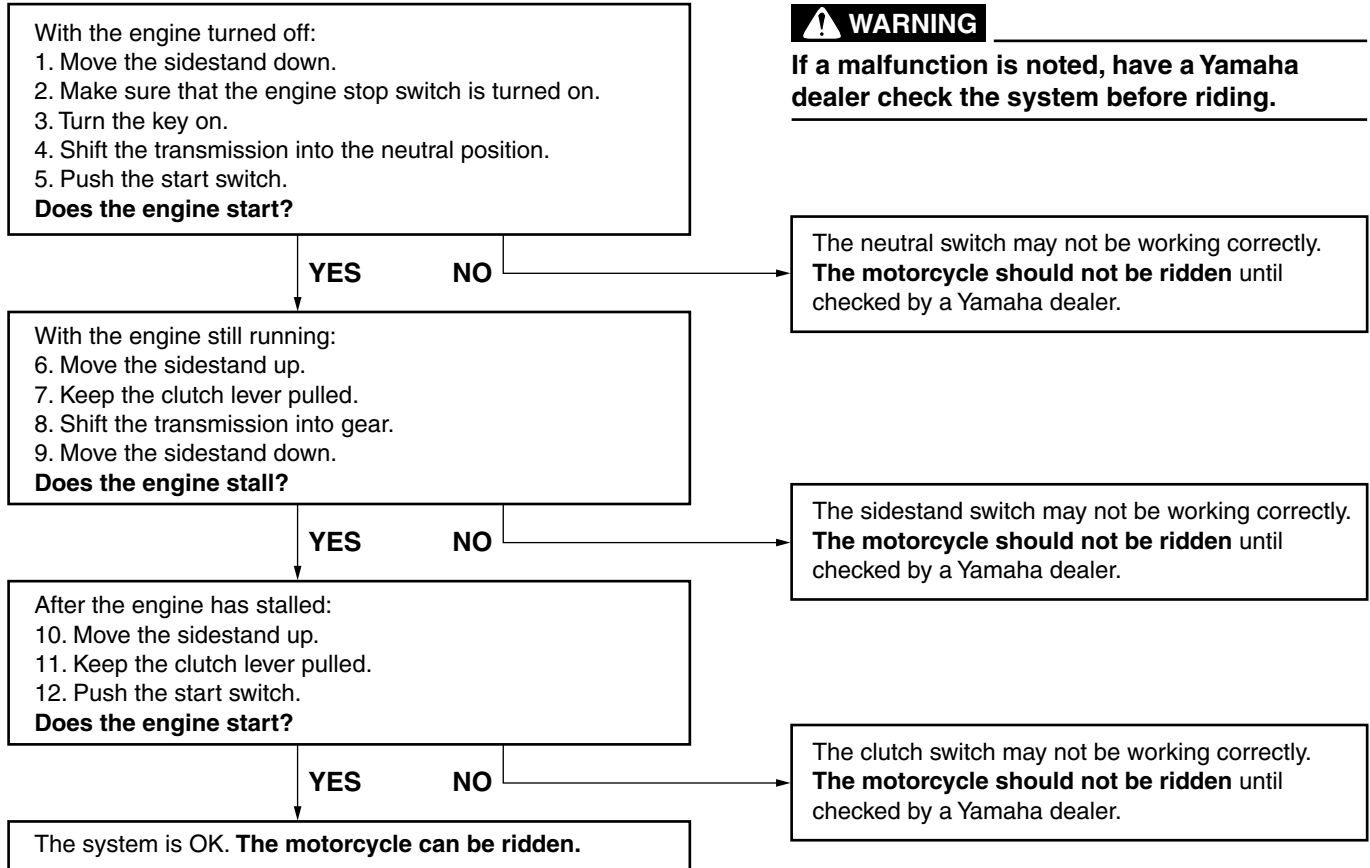 With the engine turned off:
1. Move the sidestand down.
2. Make sure that the engine stop switch is turned on.
3. Turn the key on.
4. Shift the transmission into the neutral position.
5. Push the start switch.
Does the engine start?
WARNING
If a malfunction is noted, have a Yamaha
dealer check the system before riding.
YES NO
The neutral switch may not be working correctly.
The motorcycle should not be ridden until
checked by a Yamaha dealer.
With the engine still running:
6. Move the sidestand up.
7. Keep the clutch lever pulled.
8. Shift the transmission into gear.
9. Move the sidestand down.
Does the engine stall?
YES NO
The sidestand switch may not be working correctly.
The motorcycle should not be ridden until
checked by a Yamaha dealer.
After the engine has stalled:
10. Move the sidestand up.
11. Keep the clutch lever pulled.
12. Push the start switch.
Does the engine start?
YES NO
The clutch switch may not be working correctly.
The motorcycle should not be ridden until
checked by a Yamaha dealer.
The system is OK. The motorcycle can be ridden.